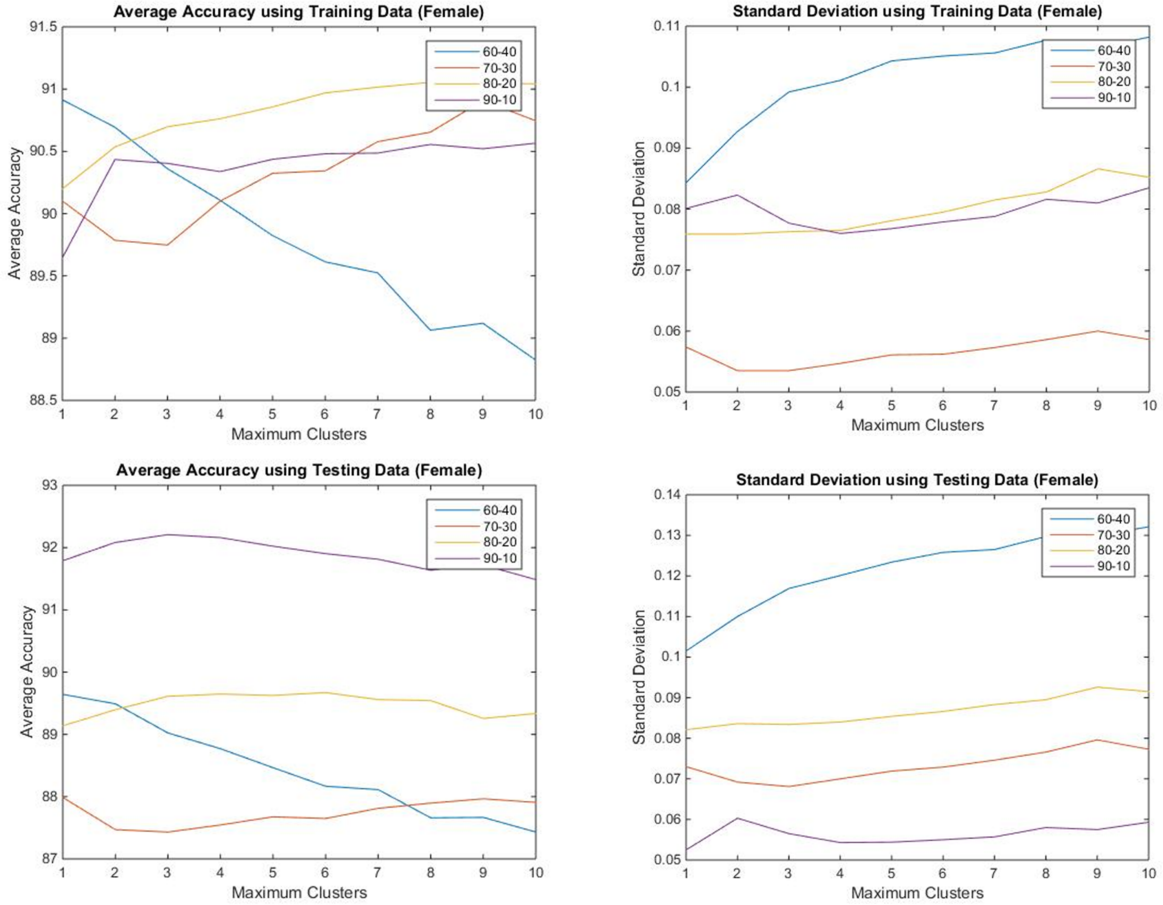 Average Accuracy using Training Data (Female)
91.5
91
90.5
90
89.5
89
88.5
Average Accuracy
1 2 3 4 5 6 7 8 9 10
Maximum Clusters
60-40
70-30
80-20
90-10
Standard Deviation using Training Data (Female)
0.11
0.1
0.09
0.08
0.07
0.06
0.05
Standard Deviation
1 2 3 4 5 6 7 8 9 10
Maximum Clusters
60-40
70-30
80-20
90-10
Average Accuracy using Testing Data (Female)
93
92
91
90
89
88
87
Average Accuracy
1 2 3 4 5 6 7 8 9 10
Maximum Clusters
60-40
70-30
80-20
90-10
Standard Deviation using Testing Data (Female)
0.14
0.13
0.12
0.11
0.1
0.09
0.08
0.07
0.06
0.05
Standard Deviation
1 2 3 4 5 6 7 8 9 10
Maximum Clusters
60-40
70-30
80-20
90-10